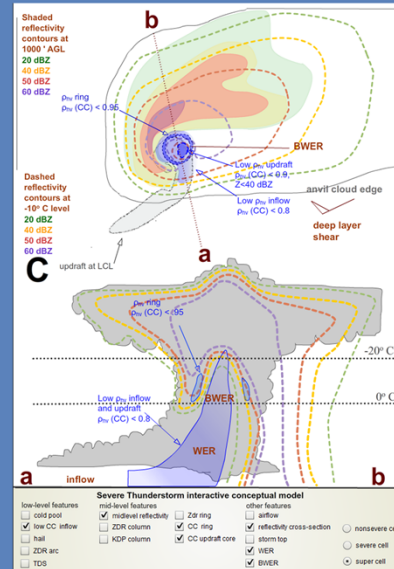 Shaded
reflectivity
contours at
1000 ' AGL
20 dBZ
40 dBZ
50 dBZ
60 dBZ
b
ρhv ring
ρhv (CC) < 0.95
BWER
Low ρhv updraft
ρhv (CC) < 0.9,
Z<40 dBZ
Low ρhv inflow
ρhv (CC) < 0.8
anvil cloud edge
deep layer
shear
Dashed
reflectivity
contours at
-10° C level
20 dBZ
40 dBZ
50 dBZ
60 dBZ
updraft at LCL
a
C
ρhv ring
ρhv (CC) <.95
-20° C
BWER
0° C
Low ρhv inflow
and updraft
ρhv (CC) < 0.8
WER
a
inflow
b
Severe Thunderstorm interactive conceptual model
low-level features
cold pool
low CC inflow
hail
ZDR arc
TDS
mid-level features
midlevel reflectivity
ZDR column
KDP column
Zdr ring
CC ring
CC updraft core
other features
airflow
reflectivity cross-section
storm top
WER
BWER
nonsevere ce
severe cell
super cell